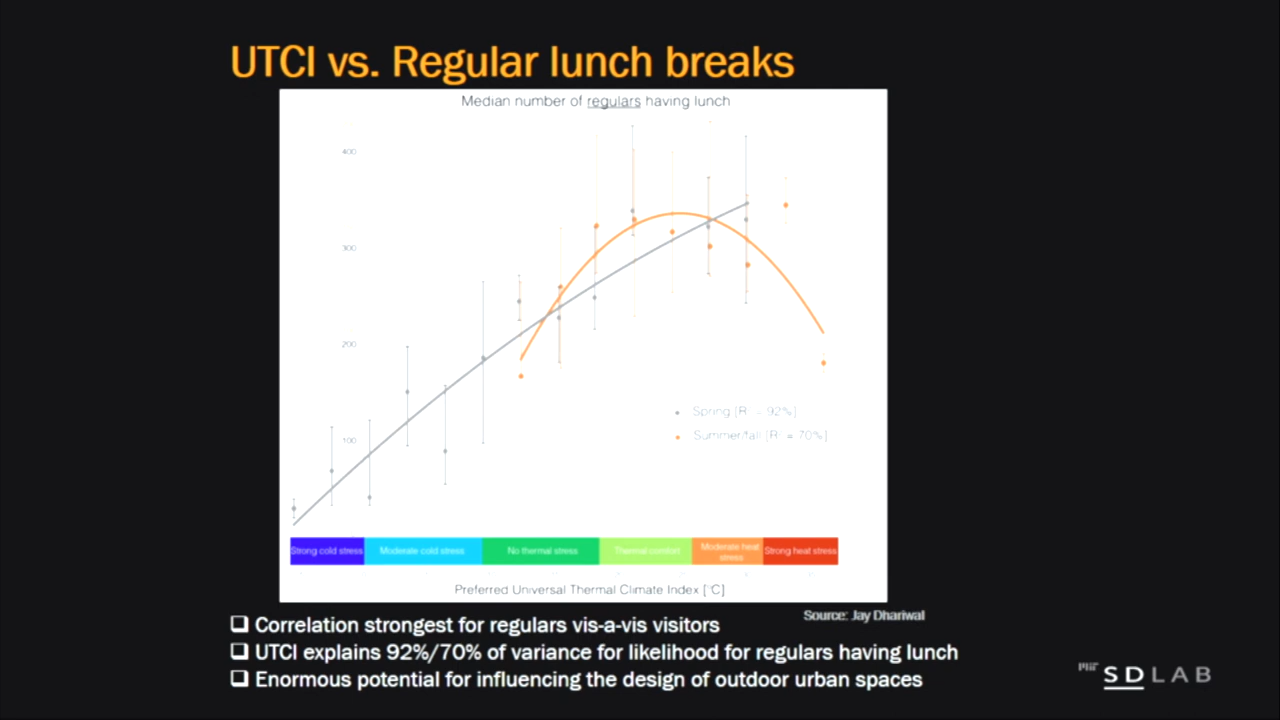 UTCI vs. Regular lunch breaks
Median number of regulars having lunch
400
300
200
100
Spring [R² = 92%]
Summer/fall [R² = 70%]
Strong cold stress
Moderate cold stress
No thermal stress
Thermal comfort
Moderate heat
stress
Strong heat stress
Preferred Universal Thermal Climate Index [°C]
Source: Jay Dhariwal
❑ Correlation strongest for regulars vis-a-vis visitors
❑ UTCI explains 92%/70% of variance for likelihood for regulars having lunch
❑ Enormous potential for influencing the design of outdoor urban spaces
MIT SDLAB